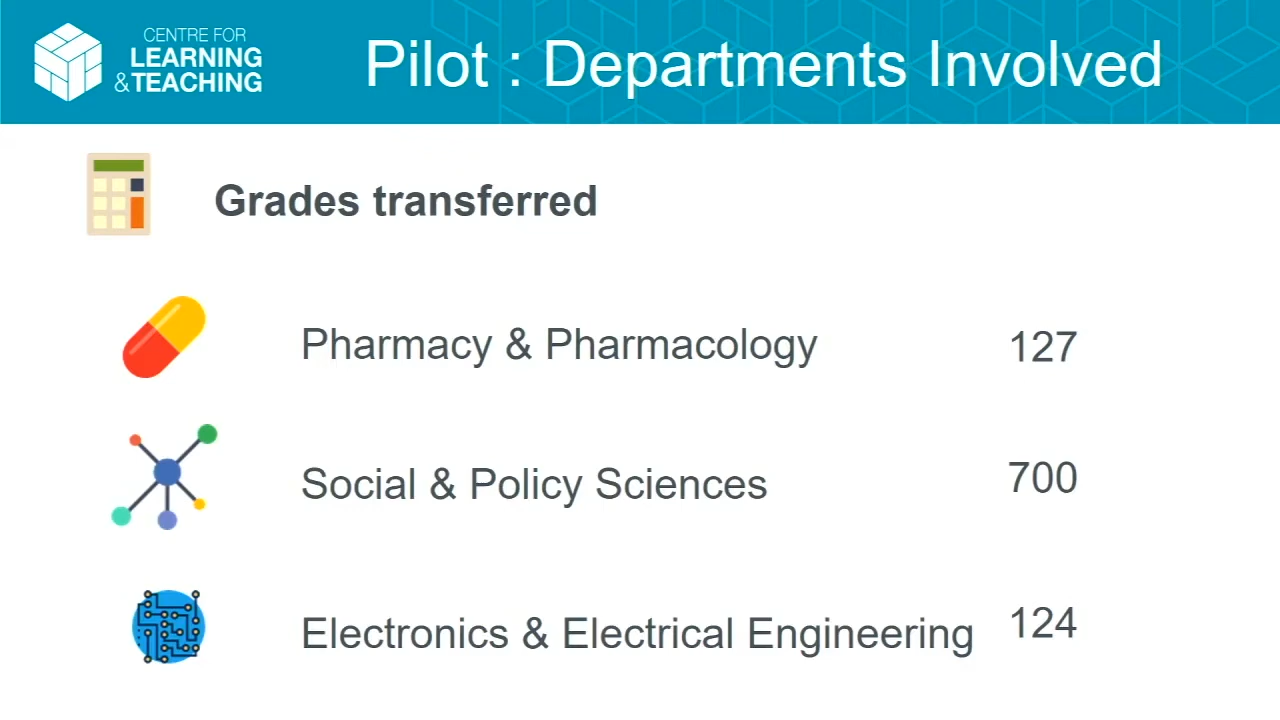 CENTRE FOR
LEARNING
&TEACHING
Pilot : Departments Involved
Grades transferred
Pharmacy & Pharmacology 127
Social & Policy Sciences 700
Electronics & Electrical Engineering 124